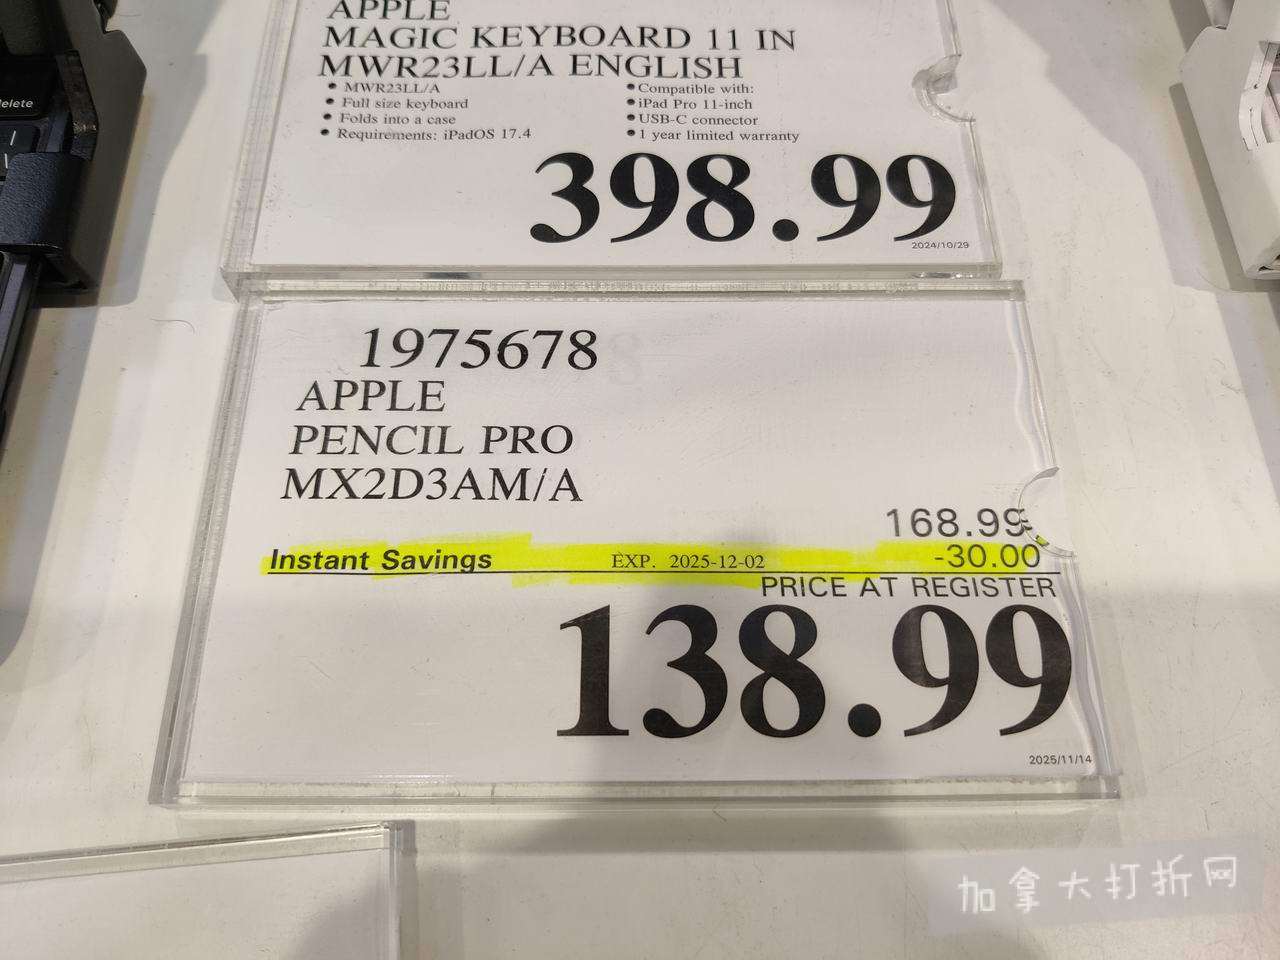 delete
APPLE
MAGIC KEYBOARD 11 IN
MWR23LL/A ENGLISH
• MWR23LL/A
• Full size keyboard
• Folds into a case
• Requirements: iPadOS 17.4
• Compatible with:
• iPad Pro 11-inch
• USB-C connector
• 1 year limited warranty
398.99
2024/10/29
1975678
APPLE
PENCIL PRO
MX2D3AM/A
168.99
Instant Savings EXP. 2025-12-02 -30.00
PRICE AT REGISTER
138.99
2025/11/14
加拿大打折网